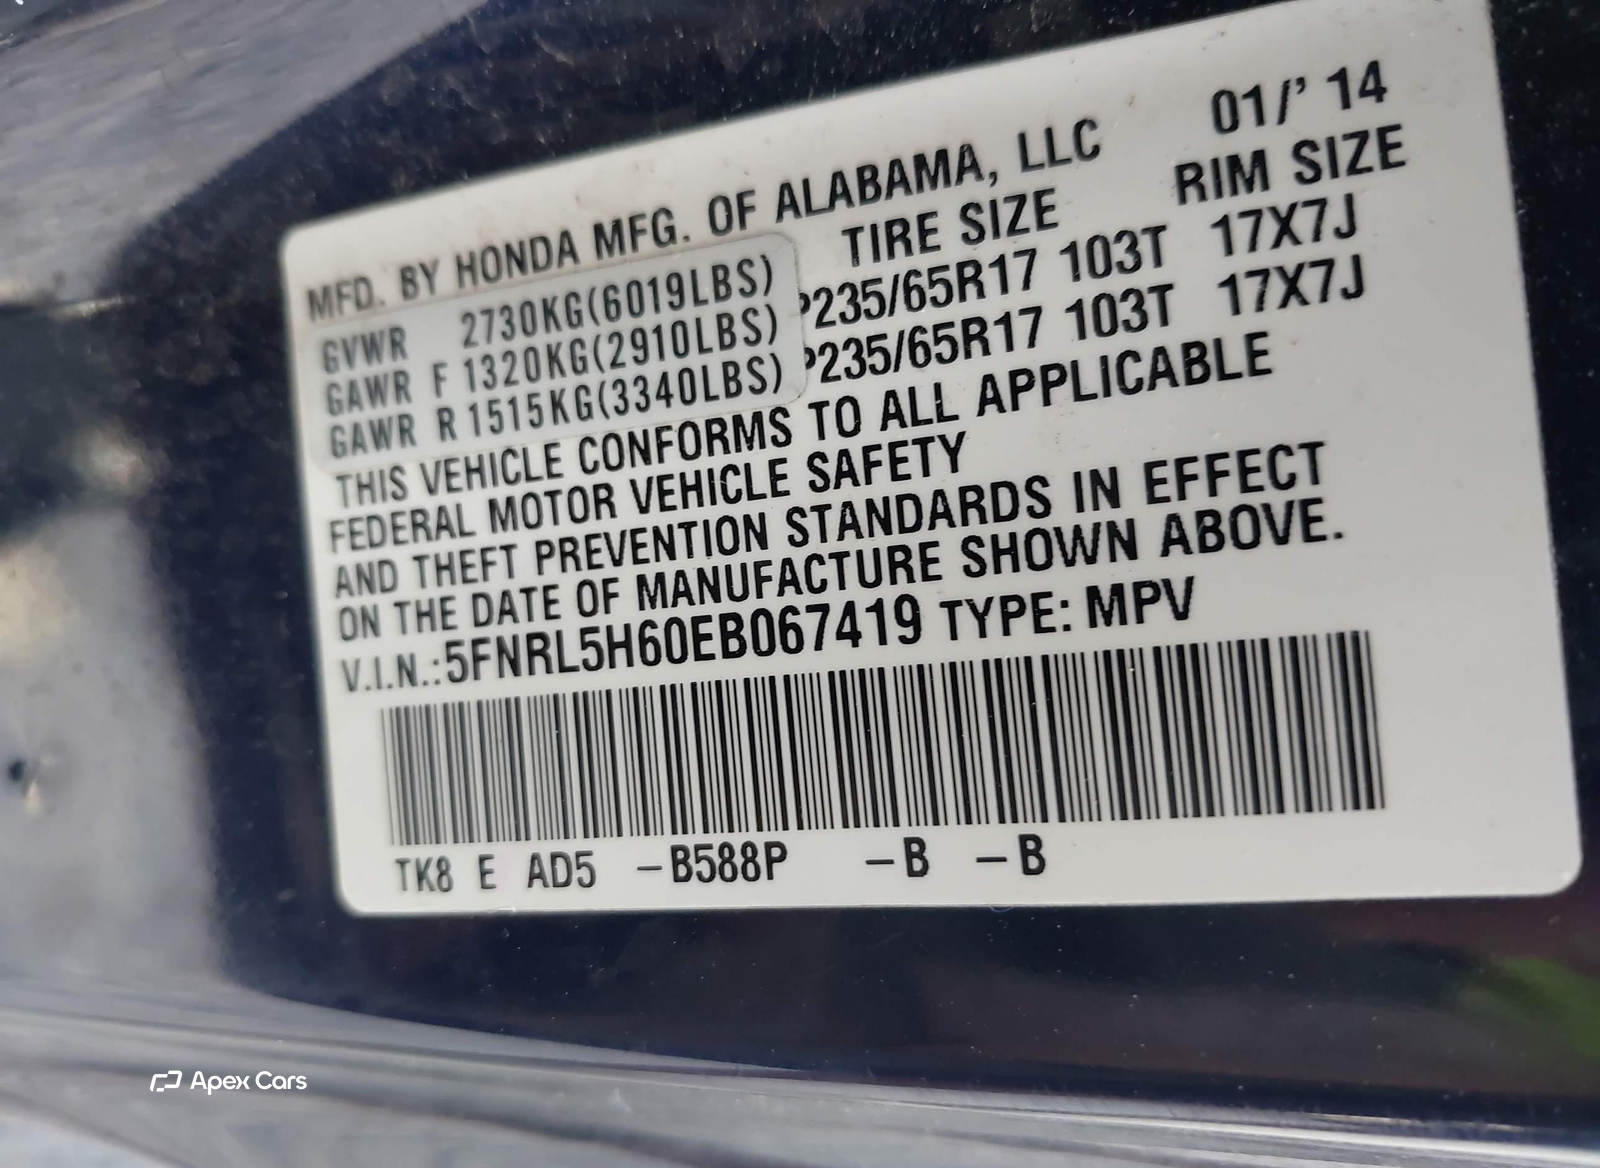 MFD. BY HONDA MFG. OF ALABAMA, LLC 01/' 14
TIRE SIZE RIM SIZE
GVWR 2730KG(6019LBS)
GAWR F 1320KG(2910LBS) P235/65R17 103T 17X7J
GAWR R 1515KG(3340LBS) P235/65R17 103T 17X7J
THIS VEHICLE CONFORMS TO ALL APPLICABLE
FEDERAL MOTOR VEHICLE SAFETY
AND THEFT PREVENTION STANDARDS IN EFFECT
ON THE DATE OF MANUFACTURE SHOWN ABOVE.
V.I.N.:5FNRL5H60EB067419 TYPE: MPV
TK8 E AD5 -B588P -B -B
Apex Cars